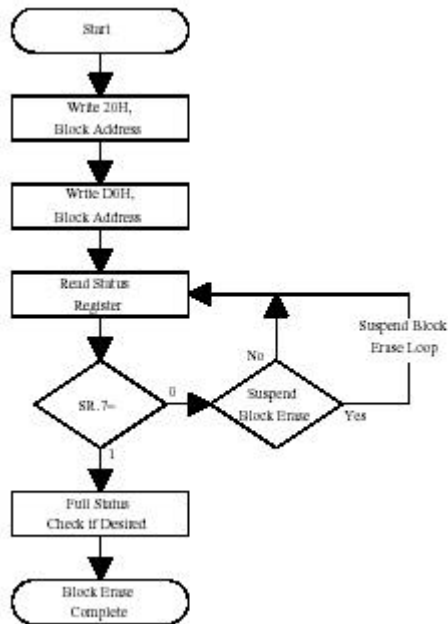 Start
Write 20H,
Block Address
Write D0H,
Block Address
Read Status
Register
Suspend Block
Erase Loop
No
SR.7=
0
Suspend
Block Erase
Yes
1
Full Status
Check if Desired
Block Erase
Complete